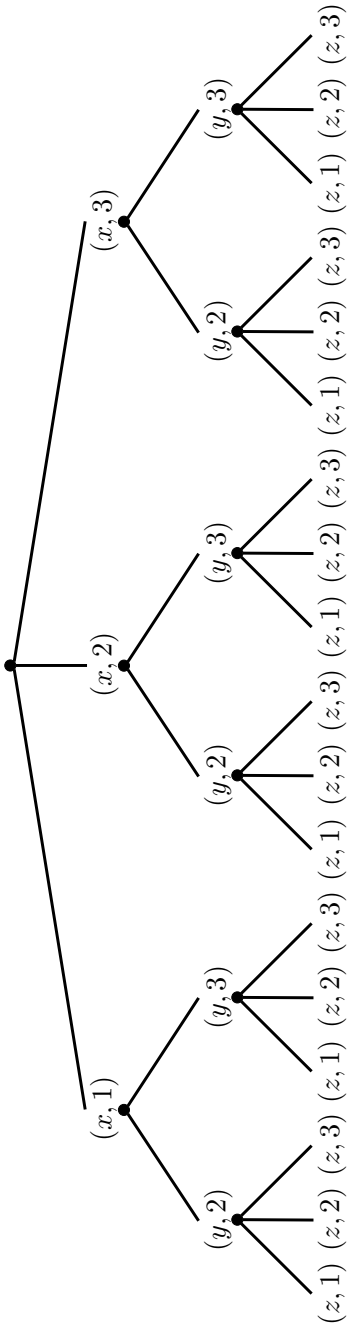 (x, 1) (x, 2) (x, 3)
(y, 2) (y, 3) (y, 2) (y, 3) (y, 2) (y, 3)
(z, 1) (z, 2) (z, 3) (z, 1) (z, 2) (z, 3) (z, 1) (z, 2) (z, 3) (z, 1) (z, 2) (z, 3) (z, 1) (z, 2) (z, 3) (z, 1) (z, 2) (z, 3)